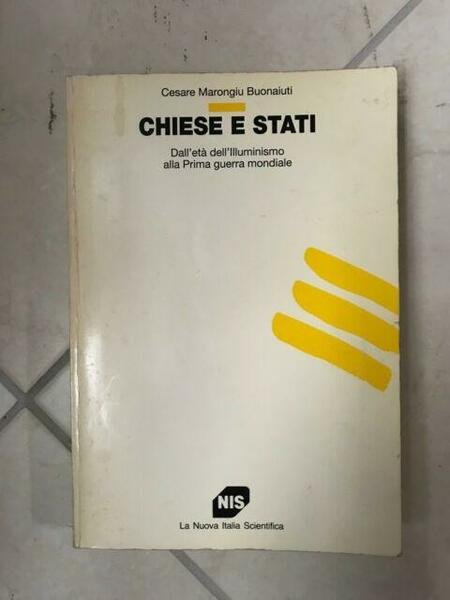 Cesare Marongiu Buonaiuti
CHIESE E STATI
Dall'età dell'Illuminismo
alla Prima guerra mondiale
NIS
La Nuova Italia Scientifica